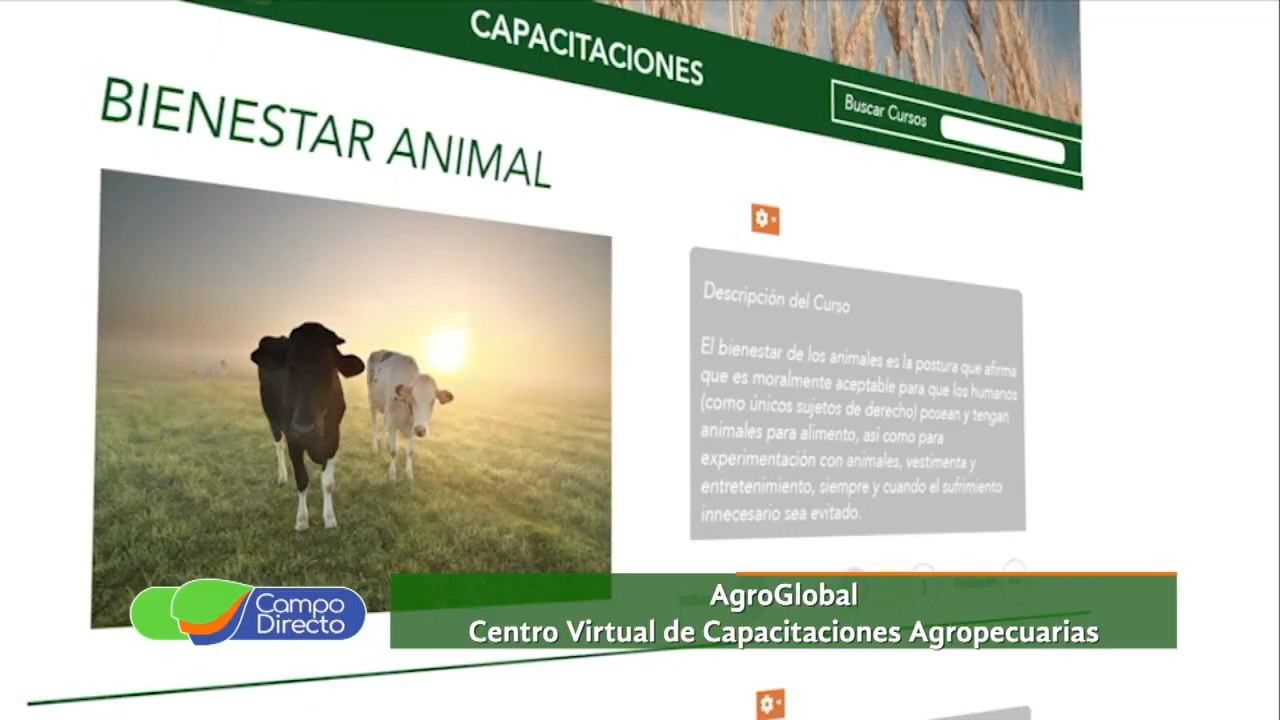 CAPACITACIONES
Buscar Cursos
BIENESTAR ANIMAL
Descripción del Curso
El bienestar de los animales es la postura que afirma
que es moralmente aceptable para que los humanos
(como únicos sujetos de derecho) posean y tengan
animales para alimento, así como para
experimentación con animales, vestimenta y
entretenimiento, siempre y cuando el sufrimiento
innecesario sea evitado.
Campo
Directo
AgroGlobal
Centro Virtual de Capacitaciones Agropecuarias